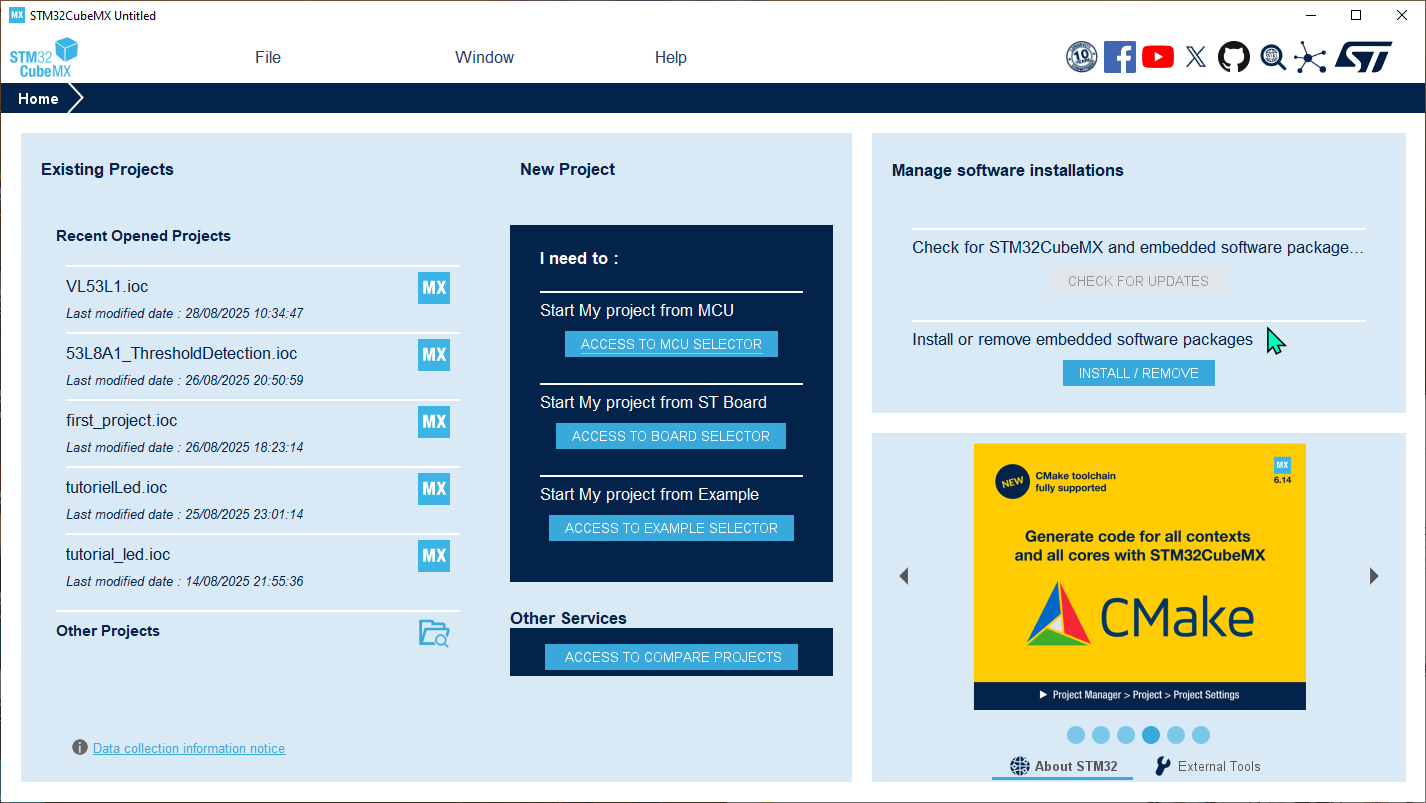 MX STM32CubeMX Untitled
STM32
CubeMX
File
Window
Help
10
ST
Home
Existing Projects
Recent Opened Projects
VL53L1.ioc
MX
Last modified date : 28/08/2025 10:34:47
53L8A1_ThresholdDetection.ioc
MX
Last modified date : 26/08/2025 20:50:59
first_project.ioc
MX
Last modified date : 26/08/2025 18:23:14
tutorielLed.ioc
MX
Last modified date : 25/08/2025 23:01:14
tutorial_led.ioc
MX
Last modified date : 14/08/2025 21:55:36
Other Projects
Data collection information notice
New Project
I need to :
Start My project from MCU
ACCESS TO MCU SELECTOR
Start My project from ST Board
ACCESS TO BOARD SELECTOR
Start My project from Example
ACCESS TO EXAMPLE SELECTOR
Other Services
ACCESS TO COMPARE PROJECTS
Manage software installations
Check for STM32CubeMX and embedded software package...
CHECK FOR UPDATES
Install or remove embedded software packages
INSTALL / REMOVE
NEW
CMake toolchain
fully supported
MX
6.14
Generate code for all contexts
and all cores with STM32CubeMX
CMake
Project Manager > Project > Project Settings
About STM32
External Tools